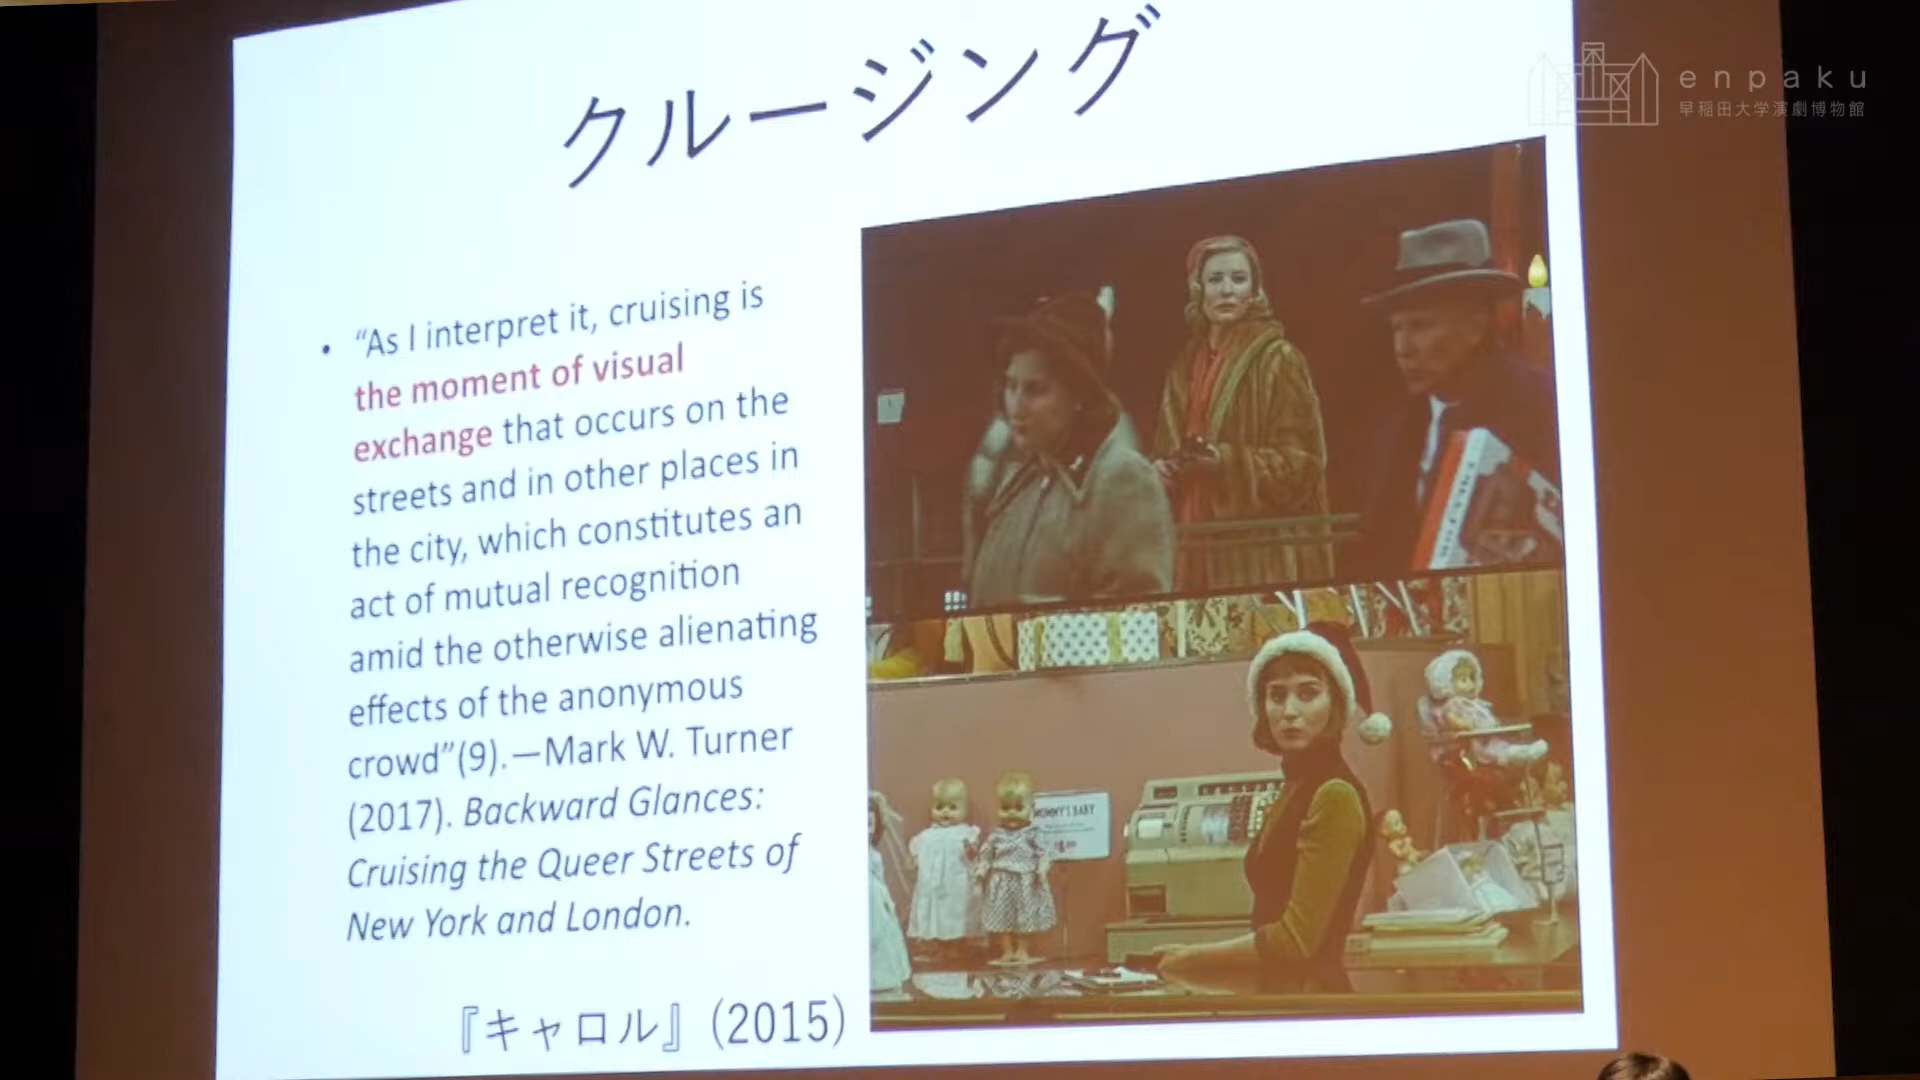 クルージング
enpaku
早稲田大学演劇博物館
• “As I interpret it, cruising is
the moment of visual
exchange that occurs on the
streets and in other places in
the city, which constitutes an
act of mutual recognition
amid the otherwise alienating
effects of the anonymous
crowd”(9).—Mark W. Turner
(2017). Backward Glances:
Cruising the Queer Streets of
New York and London.
『キャロル』(2015)
MOMMY'S BABY